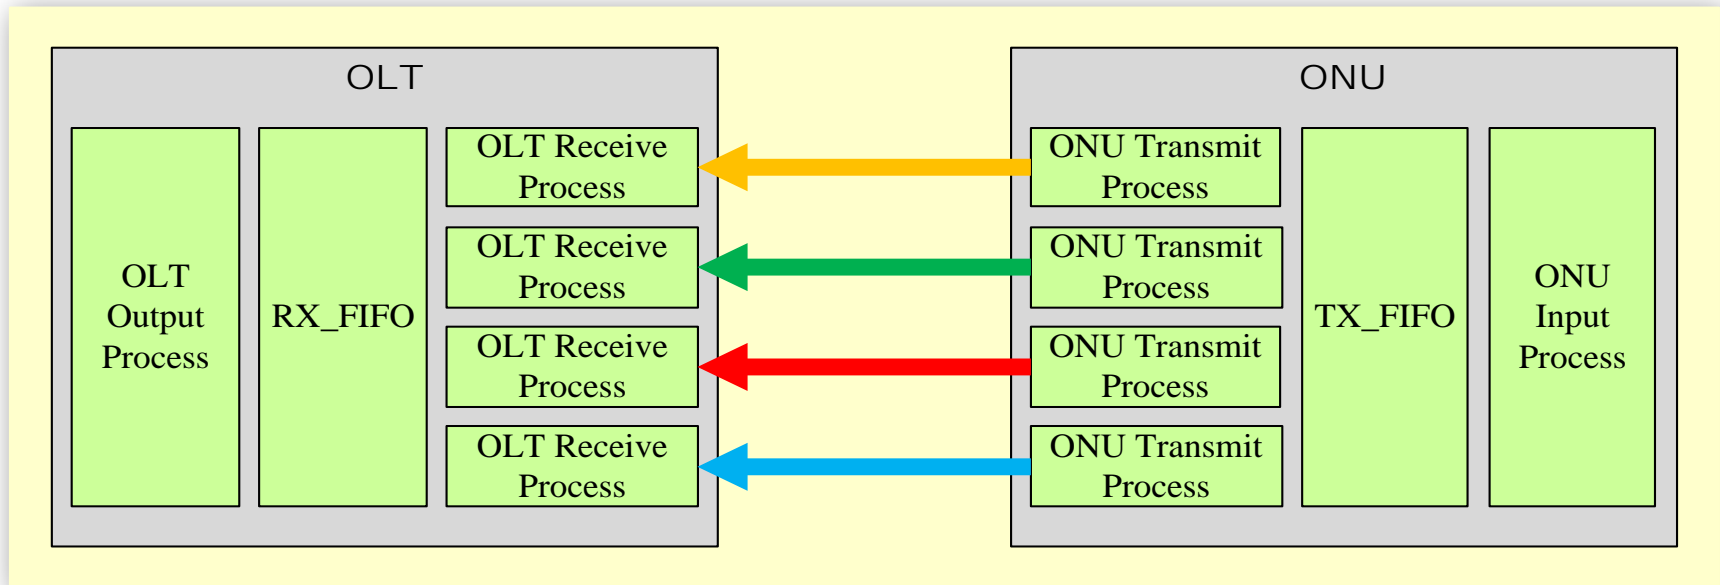 OLT
OLT
Output
Process
RX_FIFO
OLT Receive
Process
OLT Receive
Process
OLT Receive
Process
OLT Receive
Process
ONU
ONU Transmit
Process
ONU Transmit
Process
ONU Transmit
Process
ONU Transmit
Process
TX_FIFO
ONU
Input
Process